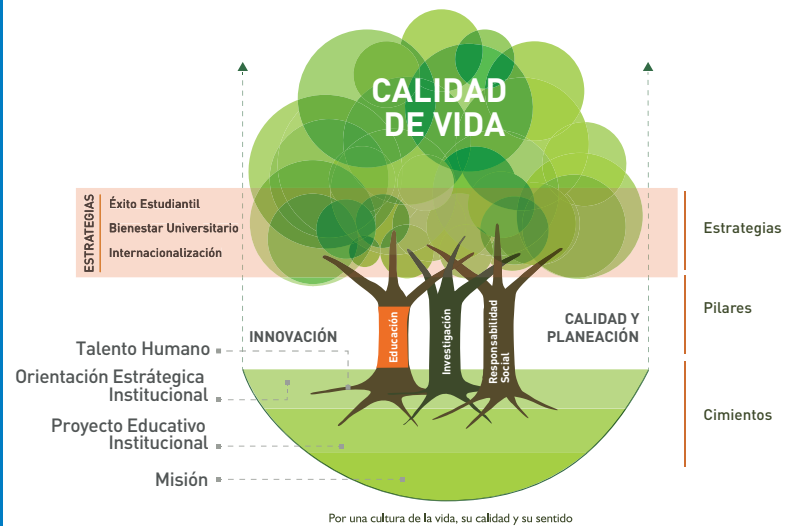 CALIDAD
DE VIDA
ESTRATEGIAS
Éxito Estudiantil
Bienestar Universitario
Internacionalización
Estrategias
Pilares
Cimientos
INNOVACIÓN
Educación
Investigación
Responsabilidad
Social
CALIDAD Y
PLANEACIÓN
Talento Humano
Orientación Estrátegica
Institucional
Proyecto Educativo
Institucional
Misión
Por una cultura de la vida, su calidad y su sentido